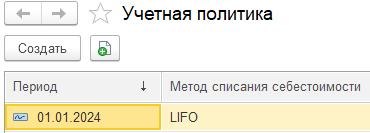 Учетная политика
Создать
Период ↓ Метод списания себестоимости
01.01.2024 LIFO